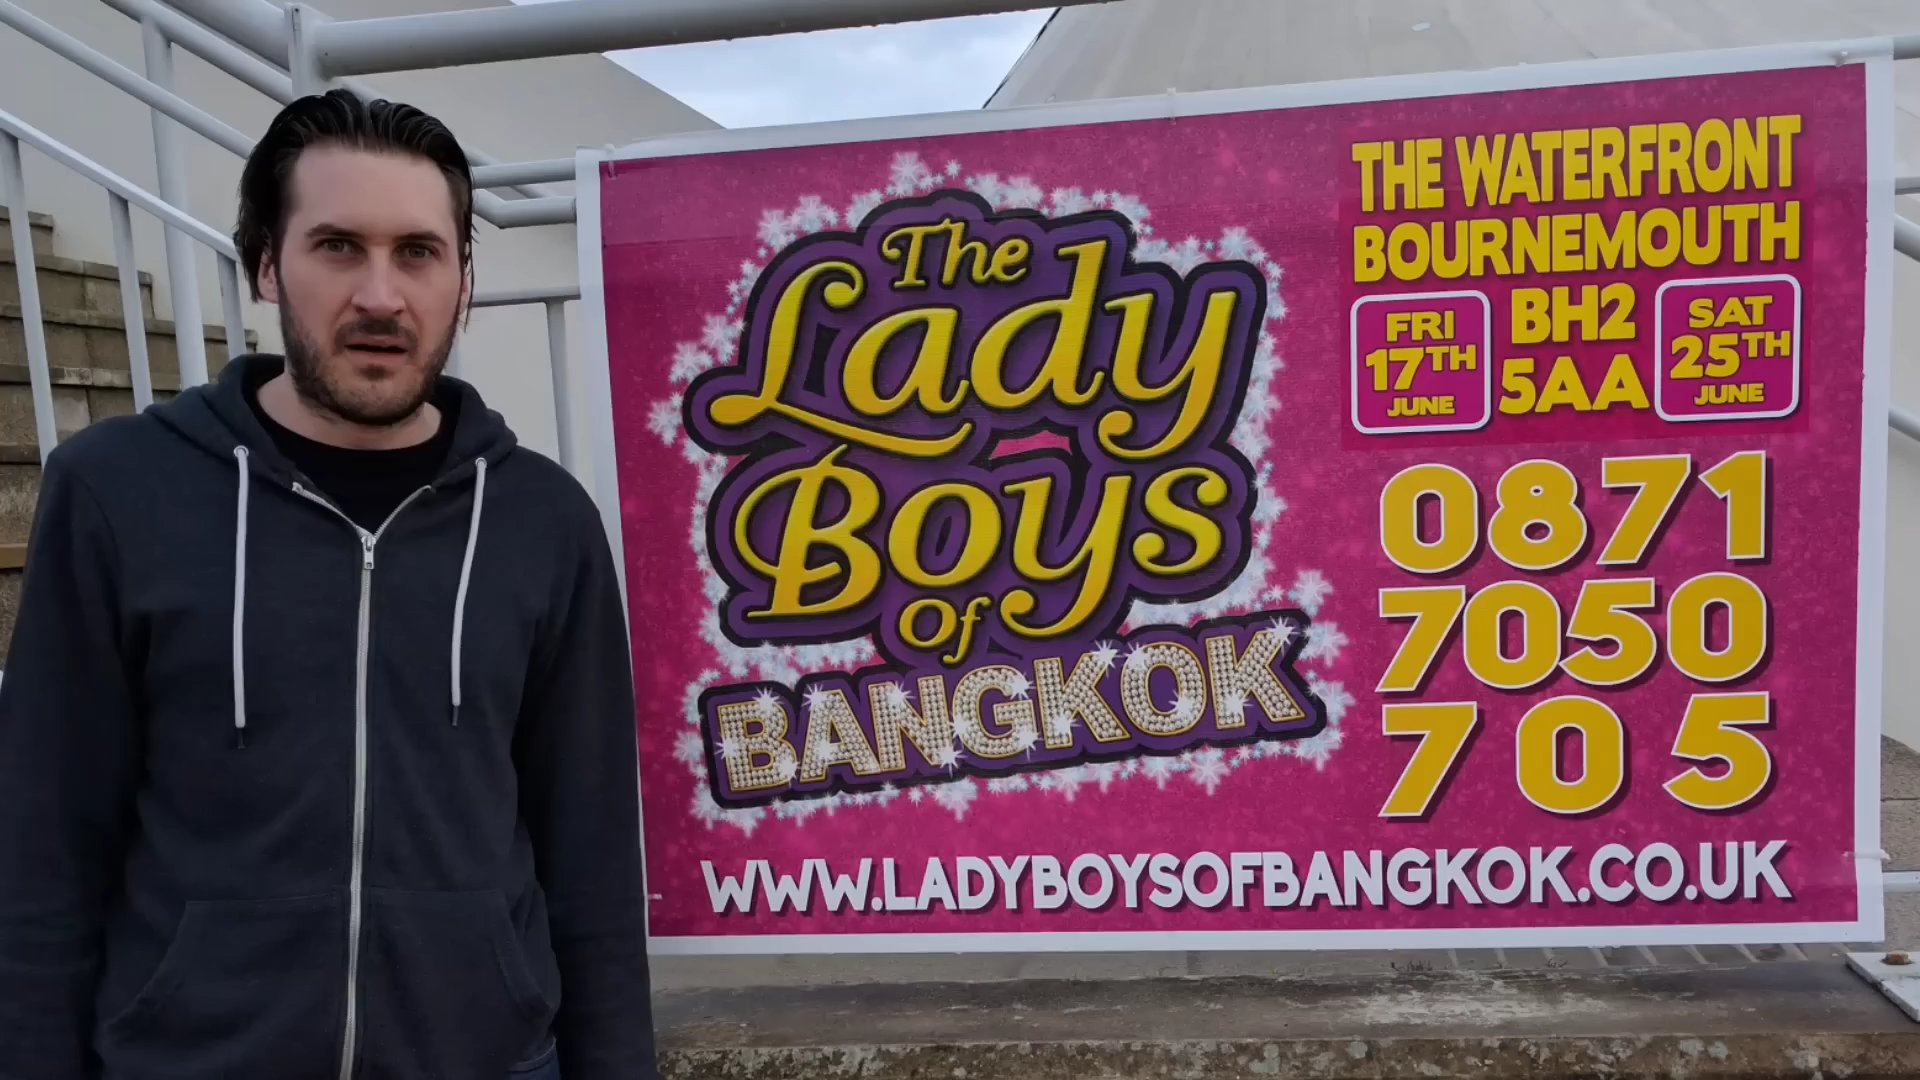 The
Lady
Boys
Of
BANGKOK
THE WATERFRONT
BOURNEMOUTH
BH2
5AA
FRI
17TH
JUNE
SAT
25TH
JUNE
0871
7050
705
WWW.LADYBOYSOFBANGKOK.CO.UK